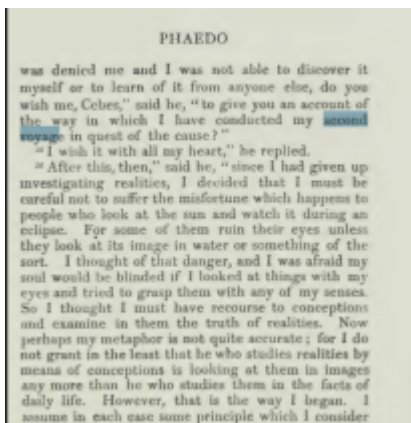 PHAEDO
was denied me and I was not able to discover it
myself or to learn of it from anyone else, do you
wish me, Cebes," said he, "to give you an account of
the way in which I have conducted my second
voyage in quest of the cause?"
"I wish it with all my heart," he replied.
"After this, then," said he, "since I had given up
investigating realities, I decided that I must be
careful not to suffer the misfortune which happens to
people who look at the sun and watch it during an
eclipse. For some of them ruin their eyes unless
they look at its image in water or something of the
sort. I thought of that danger, and I was afraid my
soul would be blinded if I looked at things with my
eyes and tried to grasp them with any of my senses.
So I thought I must have recourse to conceptions
and examine in them the truth of realities. Now
perhaps my metaphor is not quite accurate; for I do
not grant in the least that he who studies realities by
means of conceptions is looking at them in images
any more than he who studies them in the facts of
daily life. However, that is the way I began. I
assume in each case some principle which I consider